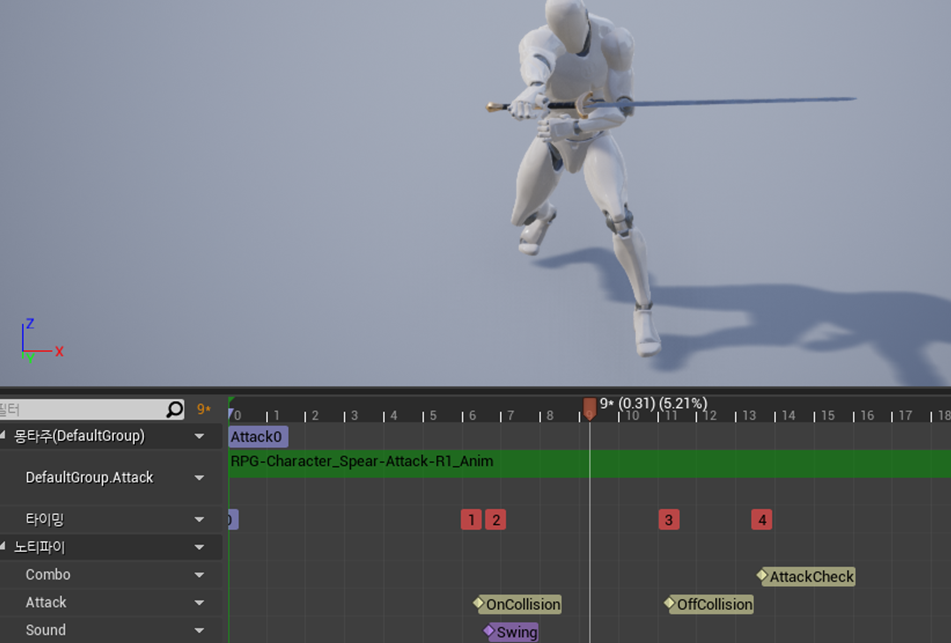 Z
Y
X
필터
9*
9* (0.31) (5.21%)
0 1 2 3 4 5 6 7 8 9 10 11 12 13 14 15 16 17 18
몽타주(DefaultGroup)
Attack0
RPG-Character_Spear-Attack-R1_Anim
DefaultGroup.Attack
타이밍
0 1 2 3 4
노티파이
Combo
AttackCheck
Attack
OnCollision
OffCollision
Sound
Swing